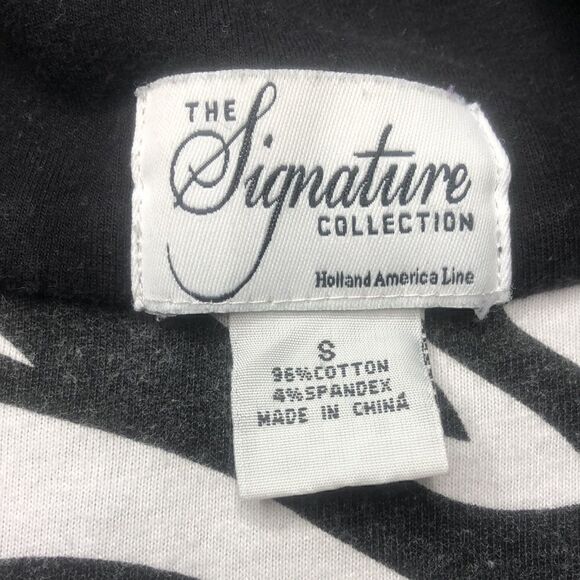 THE
Signature
COLLECTION
Holland America Line
S
96%COTTON
4%SPANDEX
MADE IN CHINA